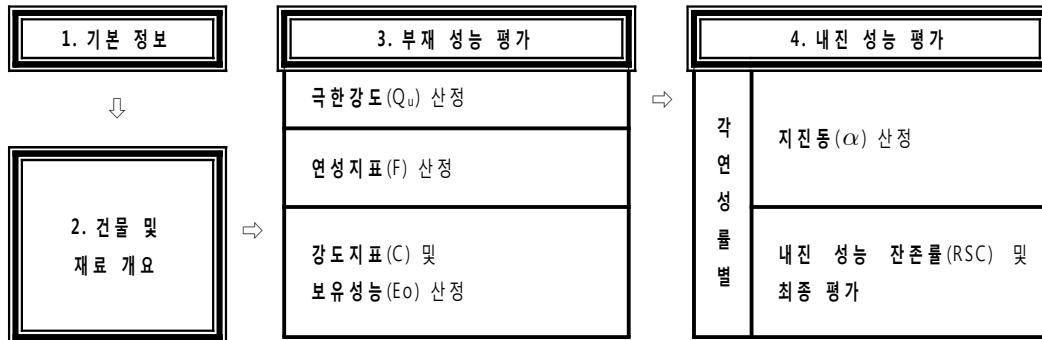 1. 기본 정보
⇩
2. 건물 및
재료 개요
⇨
3. 부재 성능 평가
극한강도(Qu) 산정
연성지표(F) 산정
강도지표(C) 및
보유성능(Eo) 산정
⇨
4. 내진 성능 평가
각
연
성
률
별
지진동(α) 산정
내진 성능 잔존률(RSC) 및
최종 평가